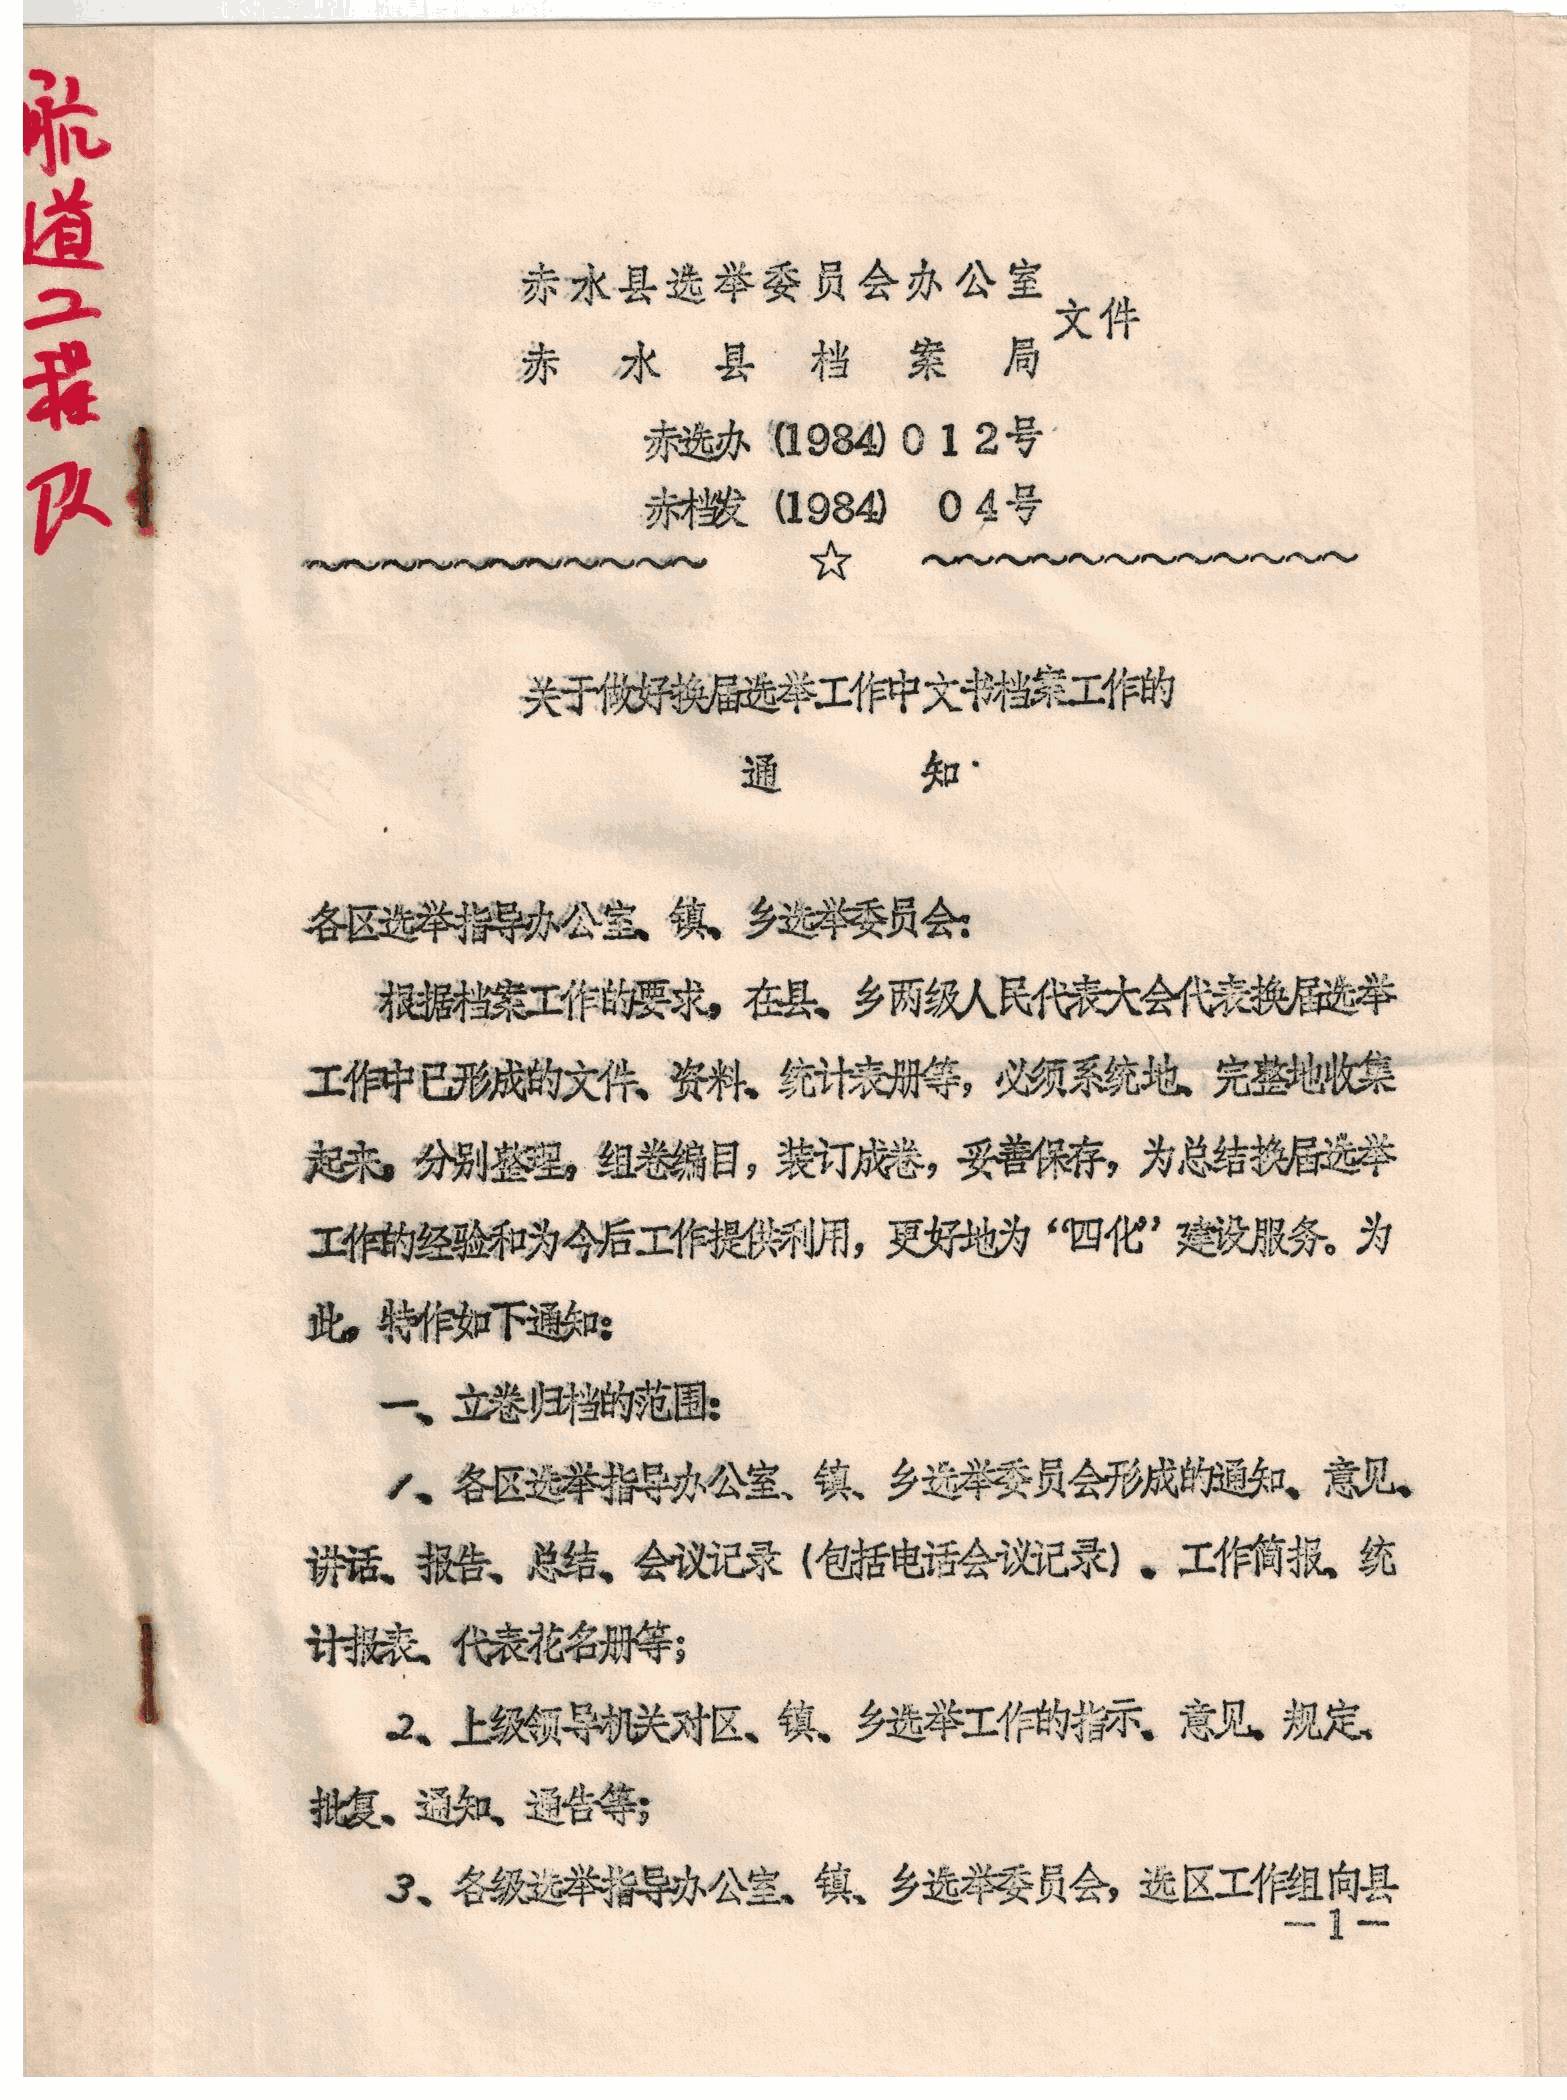 航道工程队
赤水县选举委员会办公室
文件
赤水县档案局
赤选办(1984)012号
赤档发(1984) 04号
关于做好换届选举工作中文书档案工作的
通知
各区选举指导办公室、镇、乡选举委员会：
根据档案工作的要求，在县、乡两级人民代表大会代表换届选举
工作中已形成的文件、资料、统计表册等，必须系统地、完整地收集
起来，分别整理，组卷编目，装订成卷，妥善保存，为总结换届选举
工作的经验和为今后工作提供利用，更好地为“四化”建设服务。为
此，特作如下通知：
一、立卷归档的范围：
1、各区选举指导办公室、镇、乡选举委员会形成的通知、意见、
讲话、报告、总结、会议记录(包括电话会议记录)。工作简报、统
计报表、代表花名册等；
2、上级领导机关对区、镇、乡选举工作的指示、意见、规定、
批复、通知、通告等；
3、各级选举指导办公室、镇、乡选举委员会，选区工作组向县
—1—